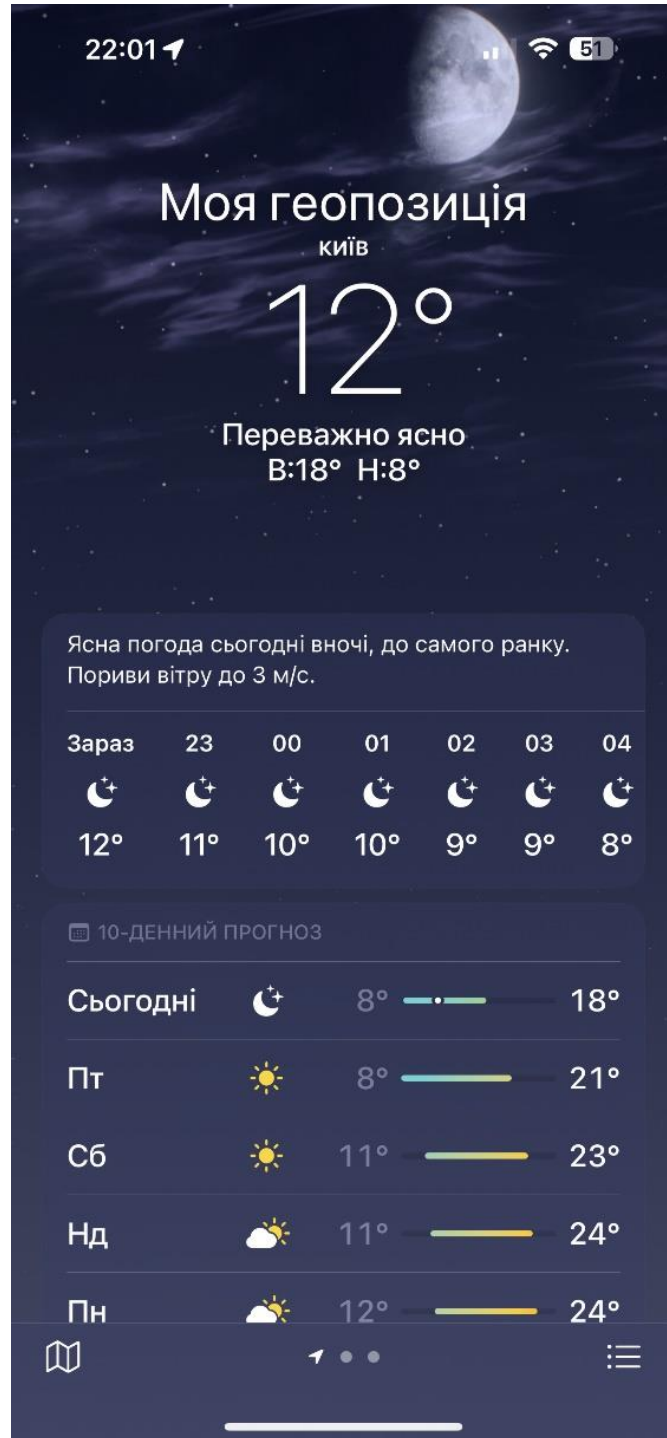 22:01
51
Моя геопозиція
київ
12°
Переважно ясно
В:18° Н:8°
Ясна погода сьогодні вночі, до самого ранку.
Пориви вітру до 3 м/с.
Зараз 23 00 01 02 03 04
12° 11° 10° 10° 9° 9° 8°
10-ДЕННИЙ ПРОГНОЗ
Сьогодні 8° 18°
Пт 8° 21°
Сб 11° 23°
Нд 11° 24°
Пн 12° 24°